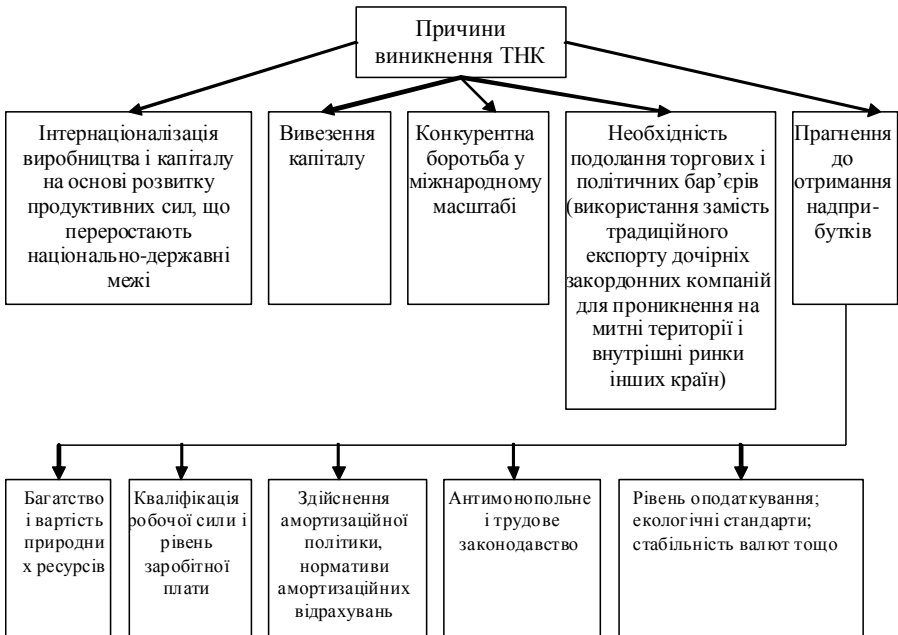 Причини
виникнення ТНК
Інтернаціоналізація
виробництва і капіталу
на основі розвитку
продуктивних сил, що
переростають
національно-державні
межі
Вивезення
капіталу
Конкурентна
боротьба у
міжнародному
масштабі
Необхідність
подолання торгових і
політичних бар’єрів
(використання замість
традиційного
експорту дочірніх
закордонних компаній
для проникнення на
митні території і
внутрішні ринки
інших країн)
Прагнення
до
отримання
надпри-
бутків
Багатство
і вартість
природни
х ресурсів
Кваліфікація
робочої сили і
рівень
заробітної
плати
Здійснення
амортизаційної
політики,
нормативи
амортизаційних
відрахувань
Антимонопольне
і трудове
законодавство
Рівень оподаткування;
екологічні стандарти;
стабільність валют тощо